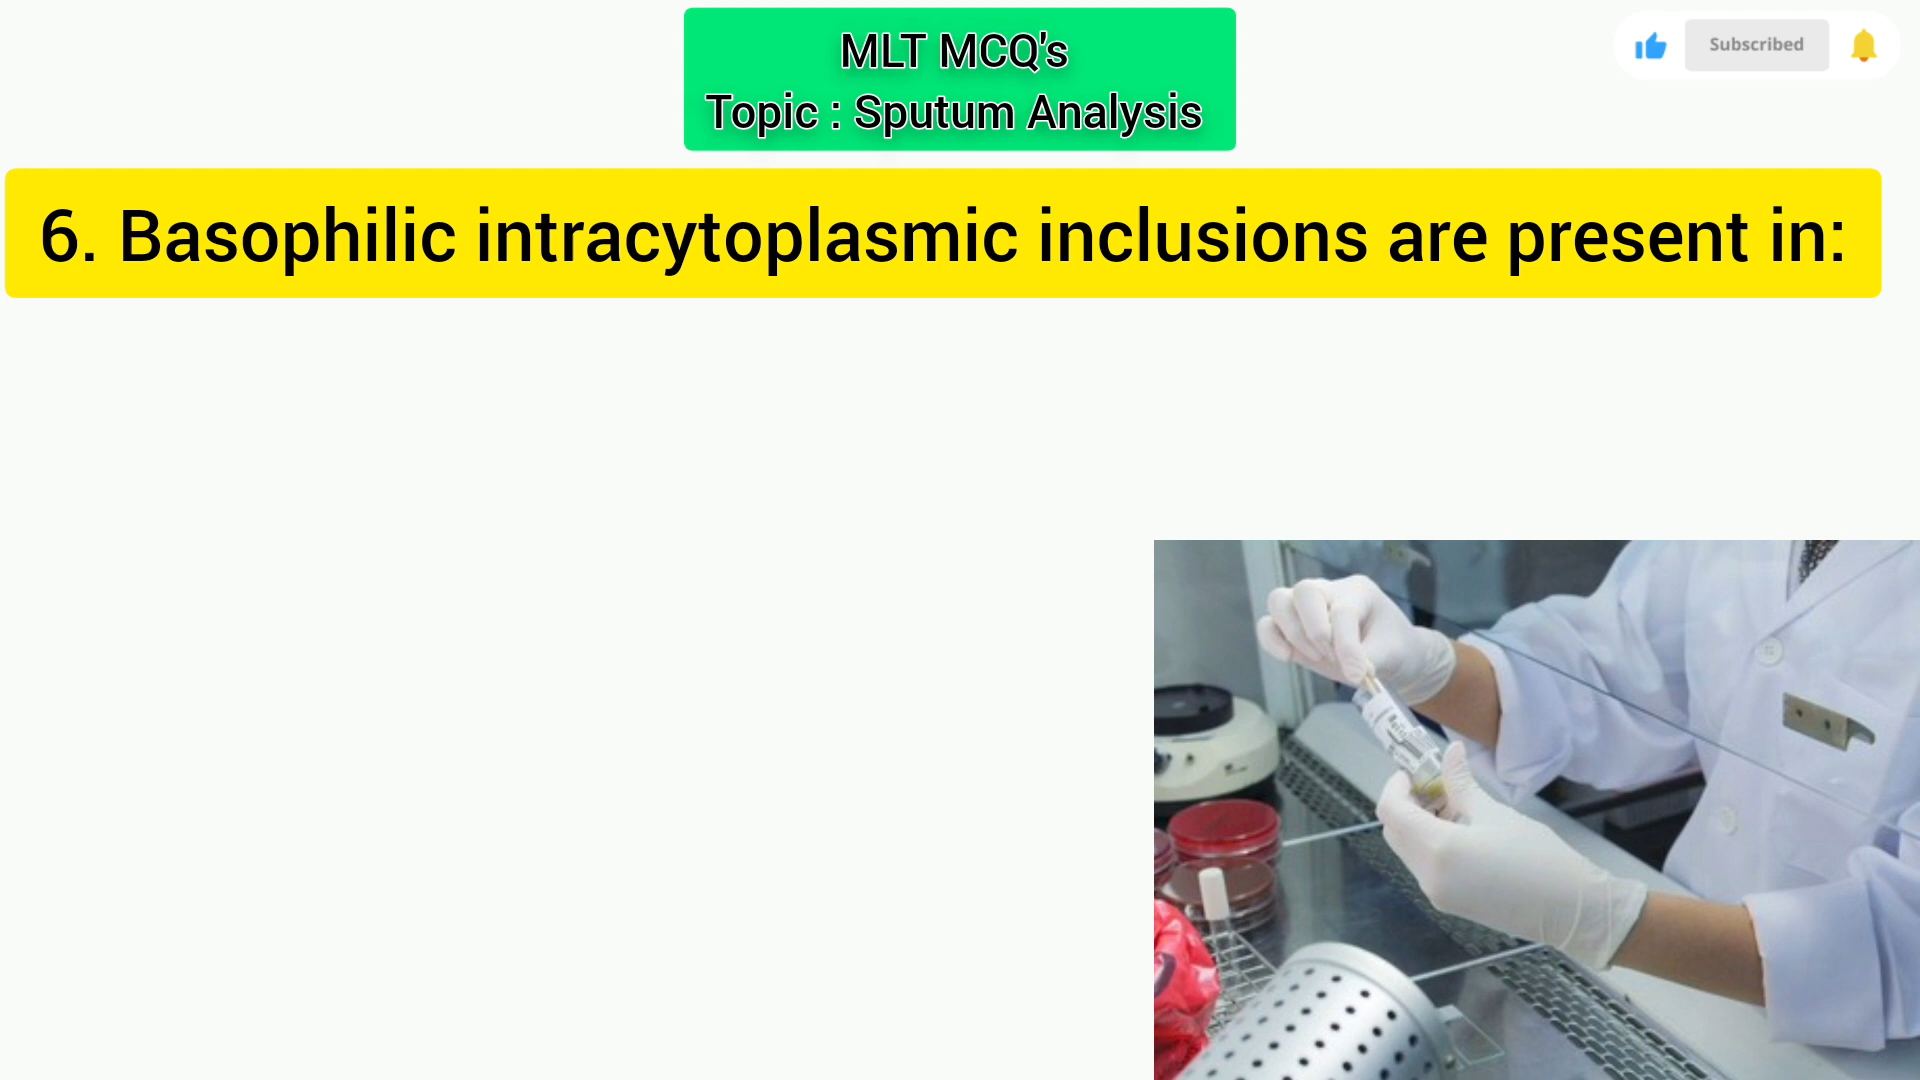 MLT MCQ's
Topic : Sputum Analysis
Subscribed
6. Basophilic intracytoplasmic inclusions are present in: